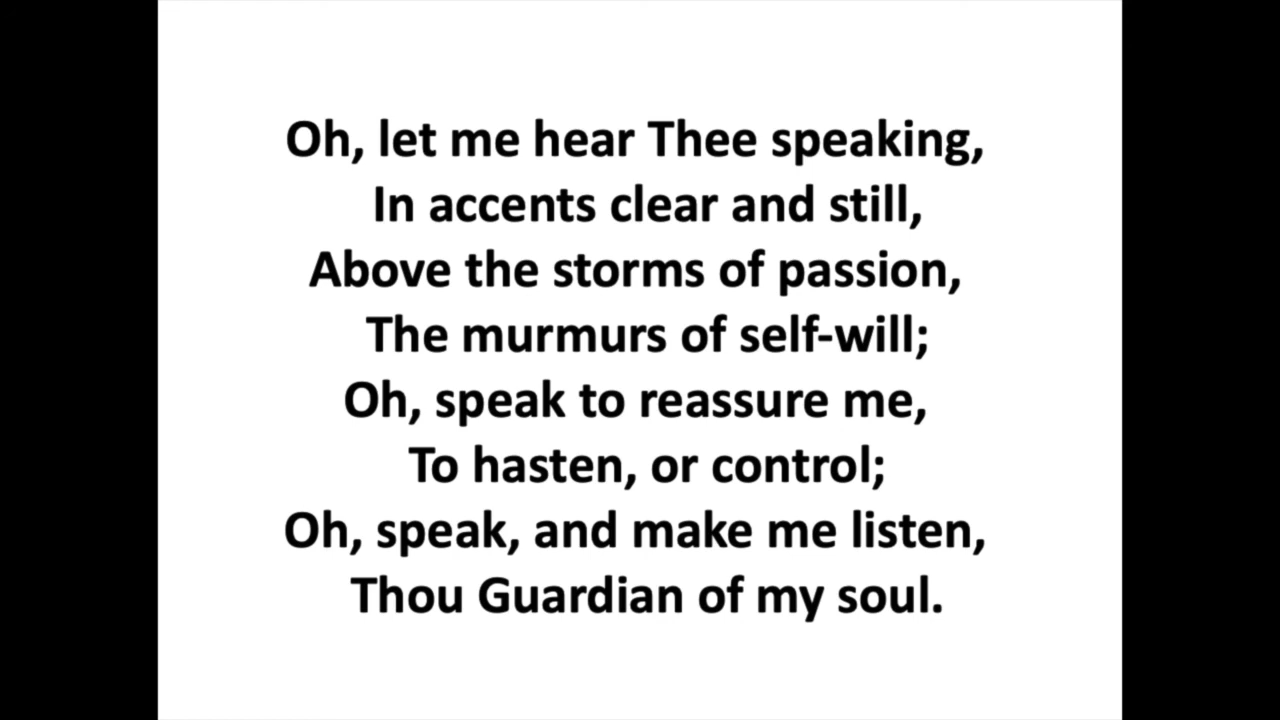 Oh, let me hear Thee speaking,
In accents clear and still,
Above the storms of passion,
The murmurs of self-will;
Oh, speak to reassure me,
To hasten, or control;
Oh, speak, and make me listen,
Thou Guardian of my soul.